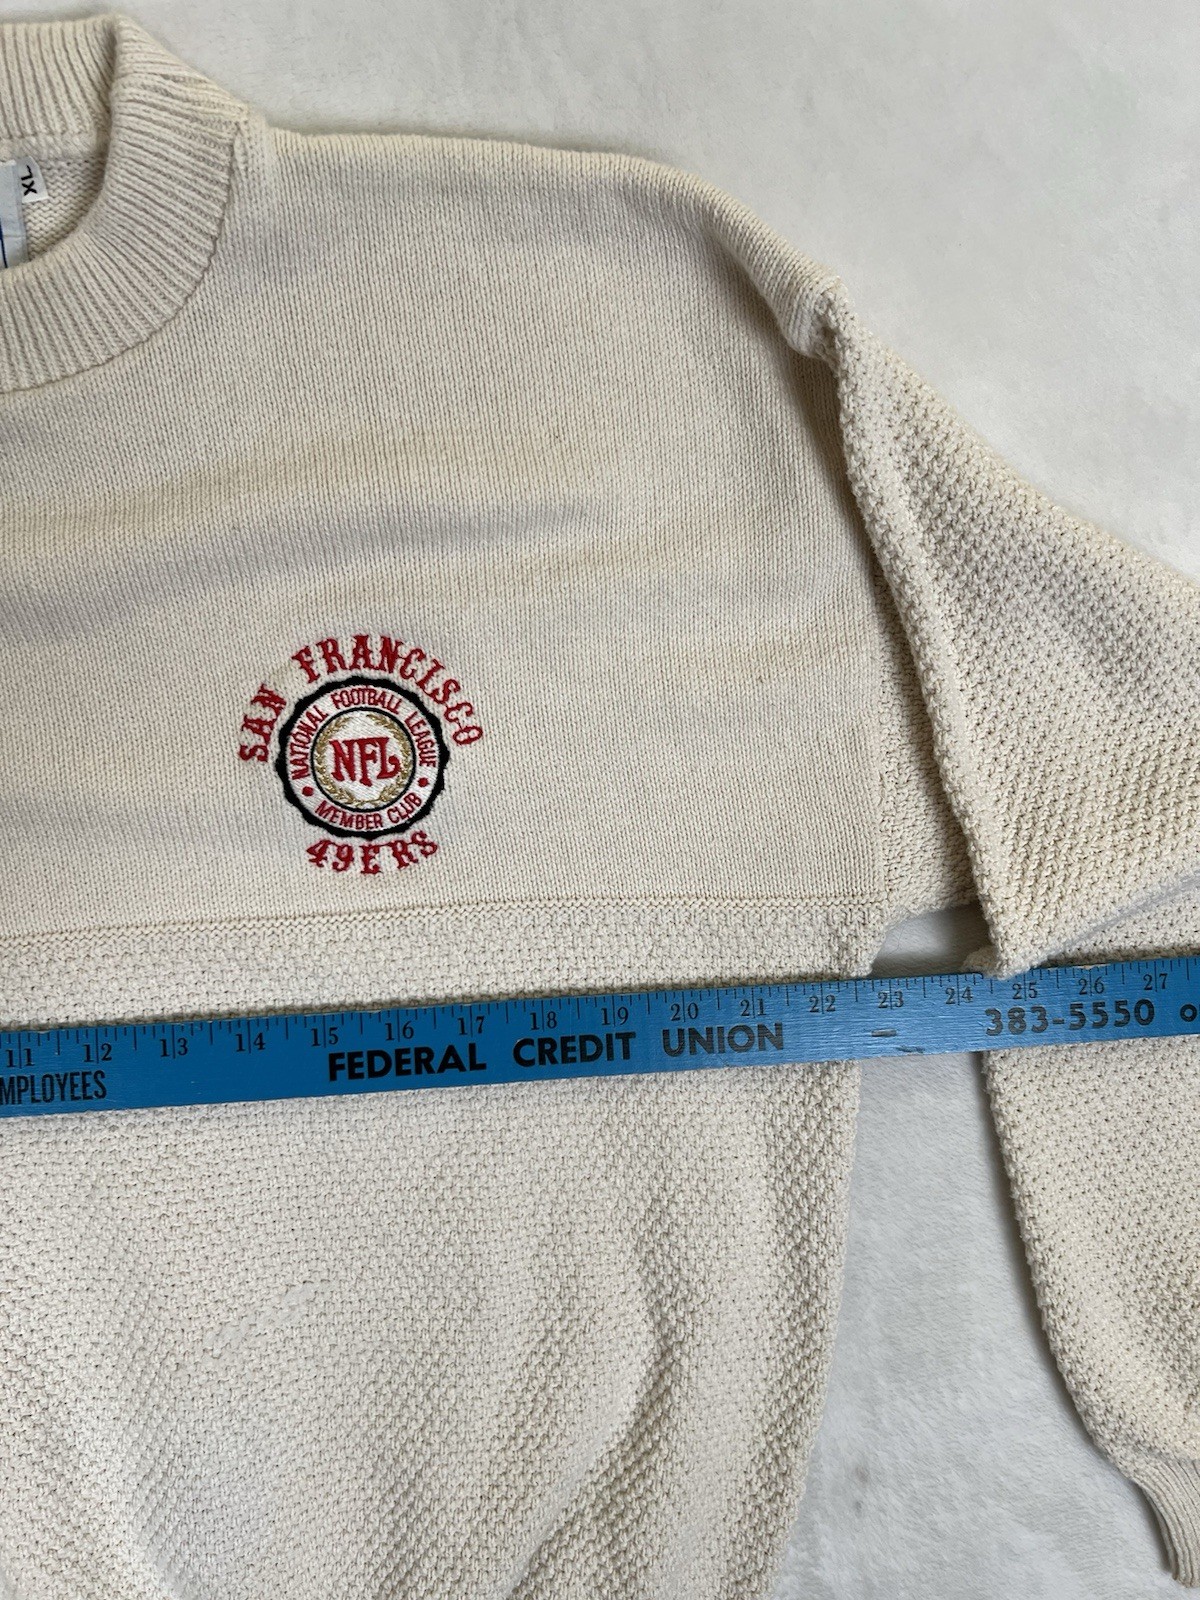 XL
SAN FRANCISCO
NATIONAL FOOTBALL LEAGUE
NFL
MEMBER CLUB
49ERS
11 12 13 14 15 16 17 18 19 20 21 22 23 24 25 26 27
MPLOYEES FEDERAL CREDIT UNION – 383-5550 o